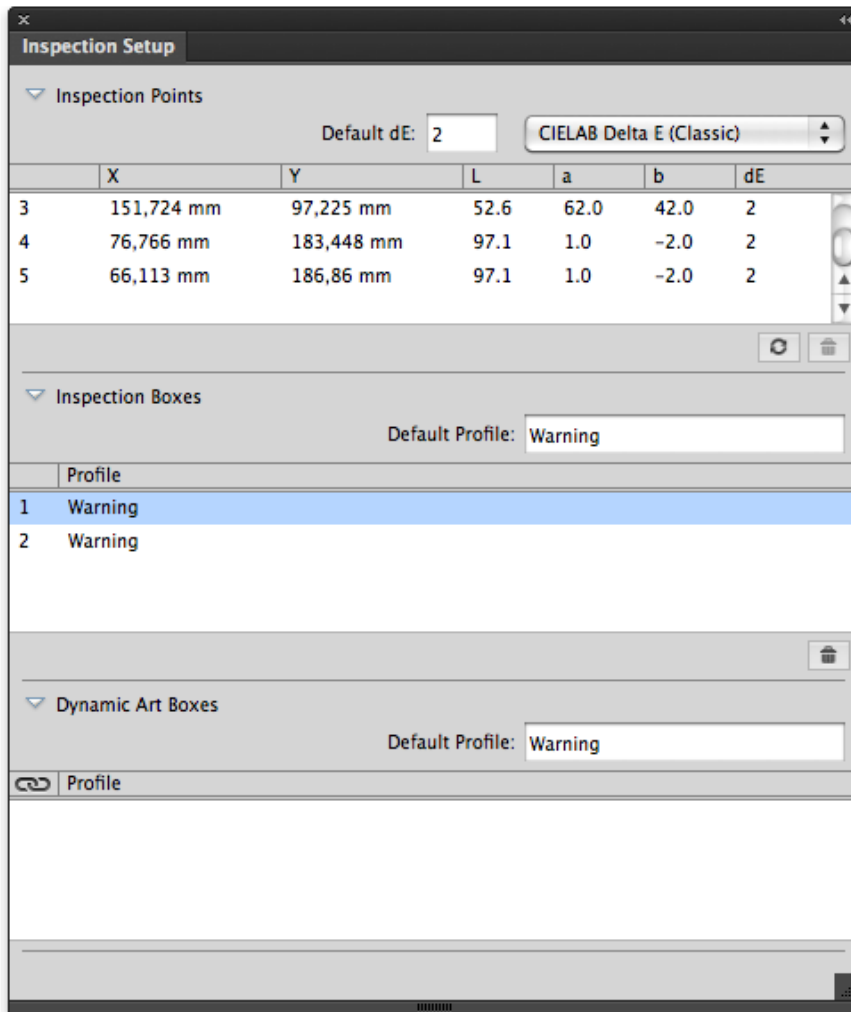 Inspection Setup
Inspection Points
Default dE: 2 CIELAB Delta E (Classic)
X Y L a b dE
3 151,724 mm 97,225 mm 52.6 62.0 42.0 2
4 76,766 mm 183,448 mm 97.1 1.0 -2.0 2
5 66,113 mm 186,86 mm 97.1 1.0 -2.0 2
Inspection Boxes
Default Profile: Warning
Profile
1 Warning
2 Warning
Dynamic Art Boxes
Default Profile: Warning
Profile